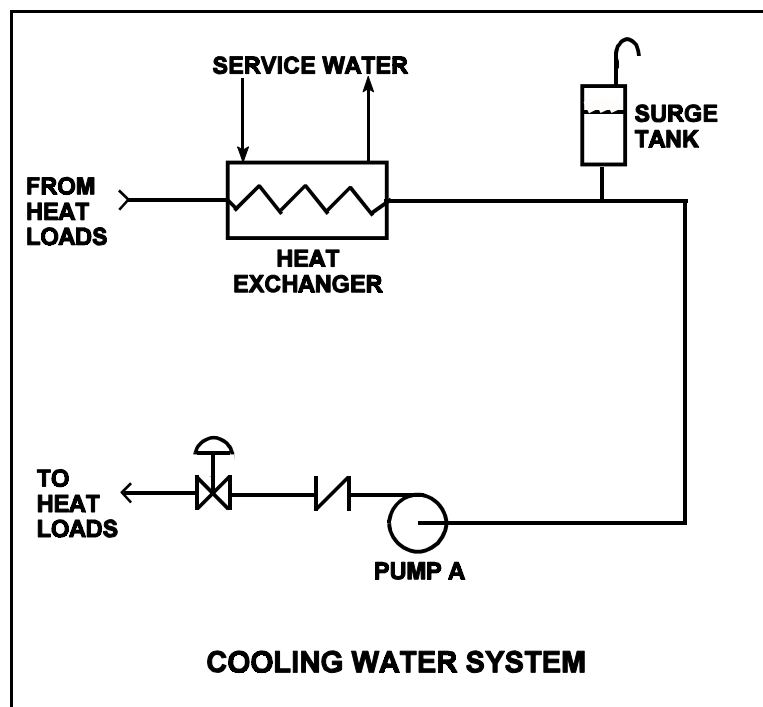 SERVICE WATER
SURGE
TANK
FROM
HEAT
LOADS
HEAT
EXCHANGER
TO
HEAT
LOADS
PUMP A
COOLING WATER SYSTEM